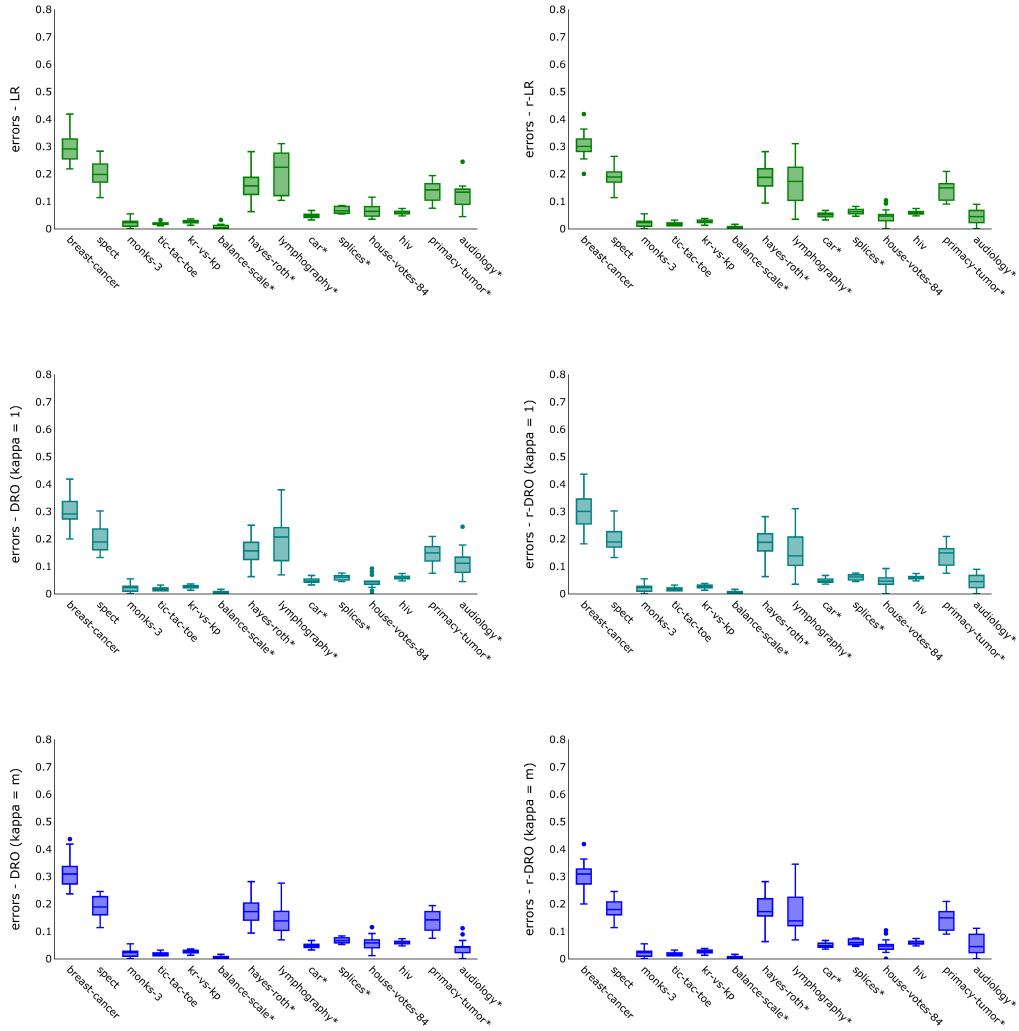 errors - LR
0.8
0.7
0.6
0.5
0.4
0.3
0.2
0.1
0
breast-cancer
spect
monks-3
tic-tac-toe
kr-vs-kp
balance-scale*
hayes-roth*
lymphography*
car*
splices*
house-votes-84
hiv
primacy-tumor*
audiology*
errors - r-LR
0.8
0.7
0.6
0.5
0.4
0.3
0.2
0.1
0
breast-cancer
spect
monks-3
tic-tac-toe
kr-vs-kp
balance-scale*
hayes-roth*
lymphography*
car*
splices*
house-votes-84
hiv
primacy-tumor*
audiology*
errors - DRO (kappa = 1)
0.8
0.7
0.6
0.5
0.4
0.3
0.2
0.1
0
breast-cancer
spect
monks-3
tic-tac-toe
kr-vs-kp
balance-scale*
hayes-roth*
lymphography*
car*
splices*
house-votes-84
hiv
primacy-tumor*
audiology*
errors - r-DRO (kappa = 1)
0.8
0.7
0.6
0.5
0.4
0.3
0.2
0.1
0
breast-cancer
spect
monks-3
tic-tac-toe
kr-vs-kp
balance-scale*
hayes-roth*
lymphography*
car*
splices*
house-votes-84
hiv
primacy-tumor*
audiology*
errors - DRO (kappa = m)
0.8
0.7
0.6
0.5
0.4
0.3
0.2
0.1
0
breast-cancer
spect
monks-3
tic-tac-toe
kr-vs-kp
balance-scale*
hayes-roth*
lymphography*
car*
splices*
house-votes-84
hiv
primacy-tumor*
audiology*
errors - r-DRO (kappa = m)
0.8
0.7
0.6
0.5
0.4
0.3
0.2
0.1
0
breast-cancer
spect
monks-3
tic-tac-toe
kr-vs-kp
balance-scale*
hayes-roth*
lymphography*
car*
splices*
house-votes-84
hiv
primacy-tumor*
audiology*